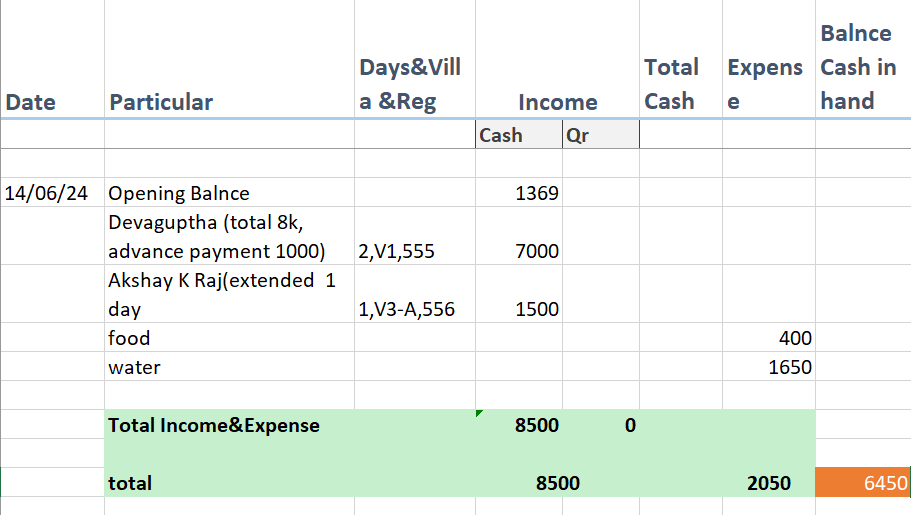 Balnce
Days&Vill Total Expens Cash in
Date Particular a &Reg Income Cash e hand
Cash Qr
14/06/24 Opening Balnce 1369
Devaguptha (total 8k,
advance payment 1000) 2,V1,555 7000
Akshay K Raj(extended 1
day 1,V3-A,556 1500
food 400
water 1650
Total Income&Expense 8500 0
total 8500 2050 6450